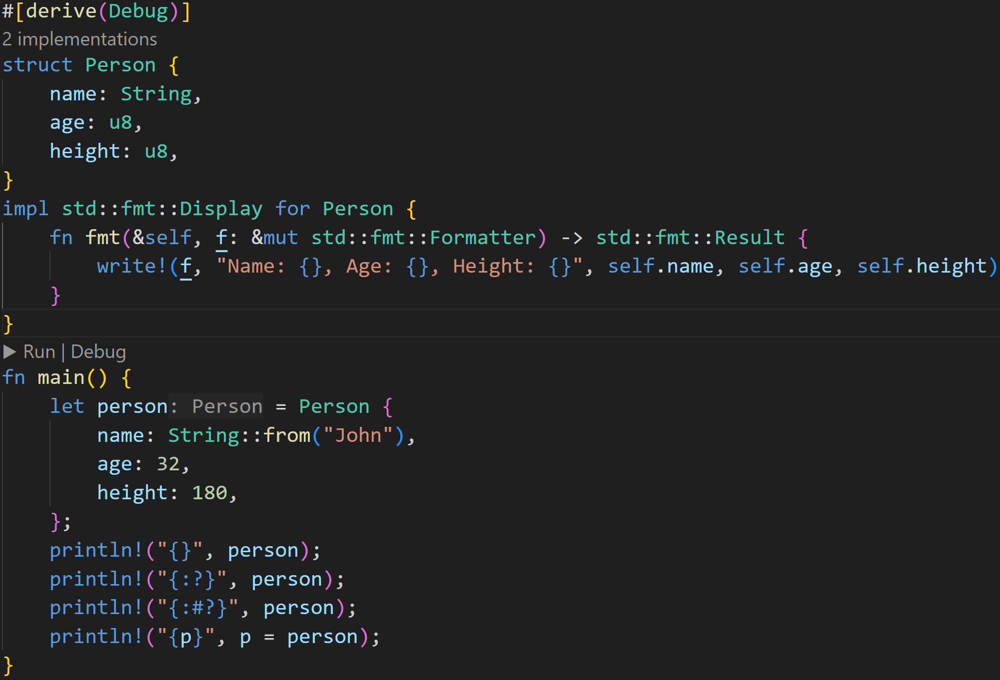 #[derive(Debug)]
2 implementations
struct Person {
    name: String,
    age: u8,
    height: u8,
}
impl std::fmt::Display for Person {
    fn fmt(&self, f: &mut std::fmt::Formatter) -> std::fmt::Result {
        write!(f, "Name: {}, Age: {}, Height: {}", self.name, self.age, self.height)
    }
}
▶ Run | Debug
fn main() {
    let person: Person = Person {
        name: String::from("John"),
        age: 32,
        height: 180,
    };
    println!("{}", person);
    println!("{:?}", person);
    println!("{:#?}", person);
    println!("{p}", p = person);
}